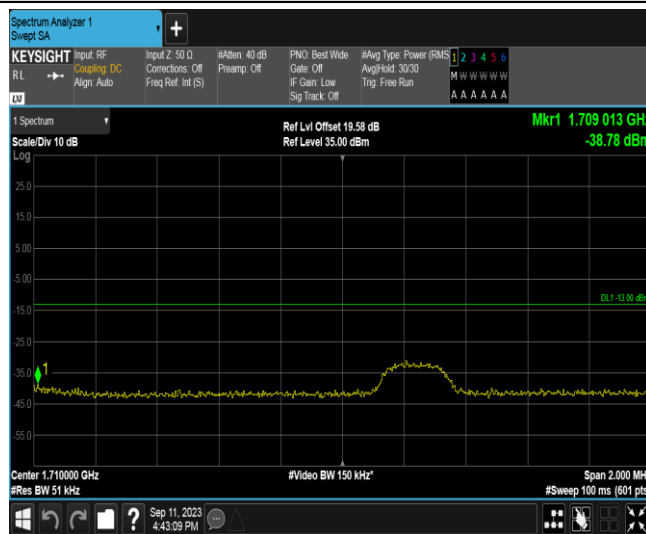 Spectrum Analyzer 1
Swept SA
+
KEYSIGHT Input: RF Input Z: 50 Ω #Atten: 40 dB PNO: Best Wide #Avg Type: Power (RMS 1 2 3 4 5 6
RL Coupling: DC Corrections: Off Preamp: Off Gate: Off Avg|Hold: 30/30 M W W W W W
Align: Auto Freq Ref: Int (S) IF Gain: Low Trig: Free Run
Sig Track: Off A A A A A A
LXI
1 Spectrum Ref Lvl Offset 19.58 dB Mkr1 1.709 013 GHz
Scale/Div 10 dB Ref Level 35.00 dBm -38.78 dBm
Log
25.0
15.0
5.00
-5.00
DL1 -13.00 dBm
-15.0
-25.0
-35.0
1
-45.0
-55.0
Center 1.710000 GHz #Video BW 150 kHz* Span 2.000 MH
#Res BW 51 kHz #Sweep 100 ms (601 pts
? Sep 11, 2023
4:43:09 PM